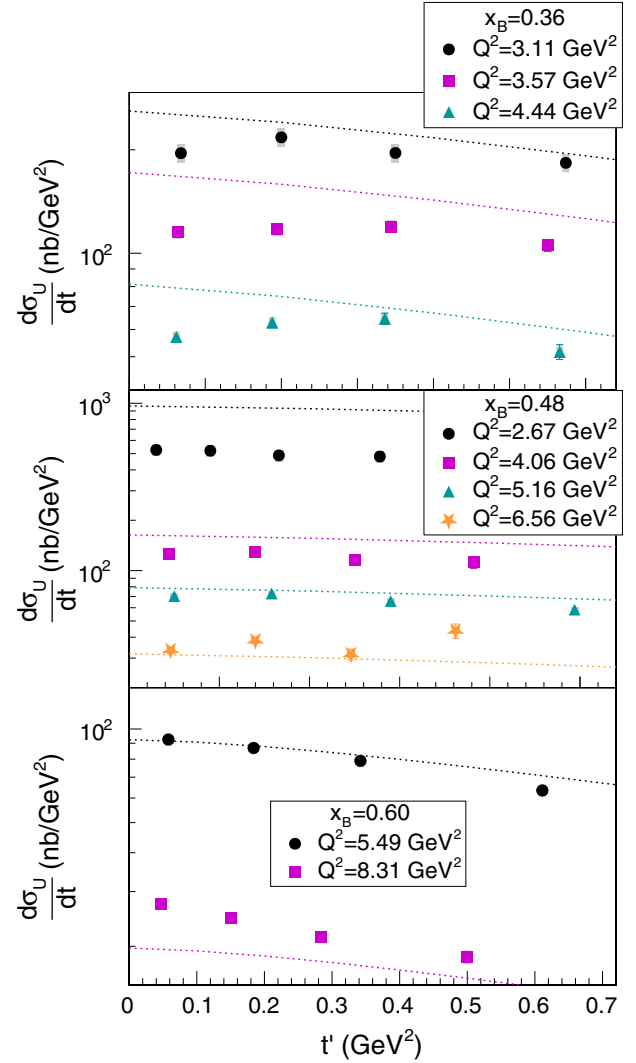 x_B=0.36
Q²=3.11 GeV²
Q²=3.57 GeV²
Q²=4.44 GeV²
dσ_U/dt (nb/GeV²)
10²
10³
x_B=0.48
Q²=2.67 GeV²
Q²=4.06 GeV²
Q²=5.16 GeV²
Q²=6.56 GeV²
dσ_U/dt (nb/GeV²)
10²
10²
dσ_U/dt (nb/GeV²)
x_B=0.60
Q²=5.49 GeV²
Q²=8.31 GeV²
0 0.1 0.2 0.3 0.4 0.5 0.6 0.7
t' (GeV²)